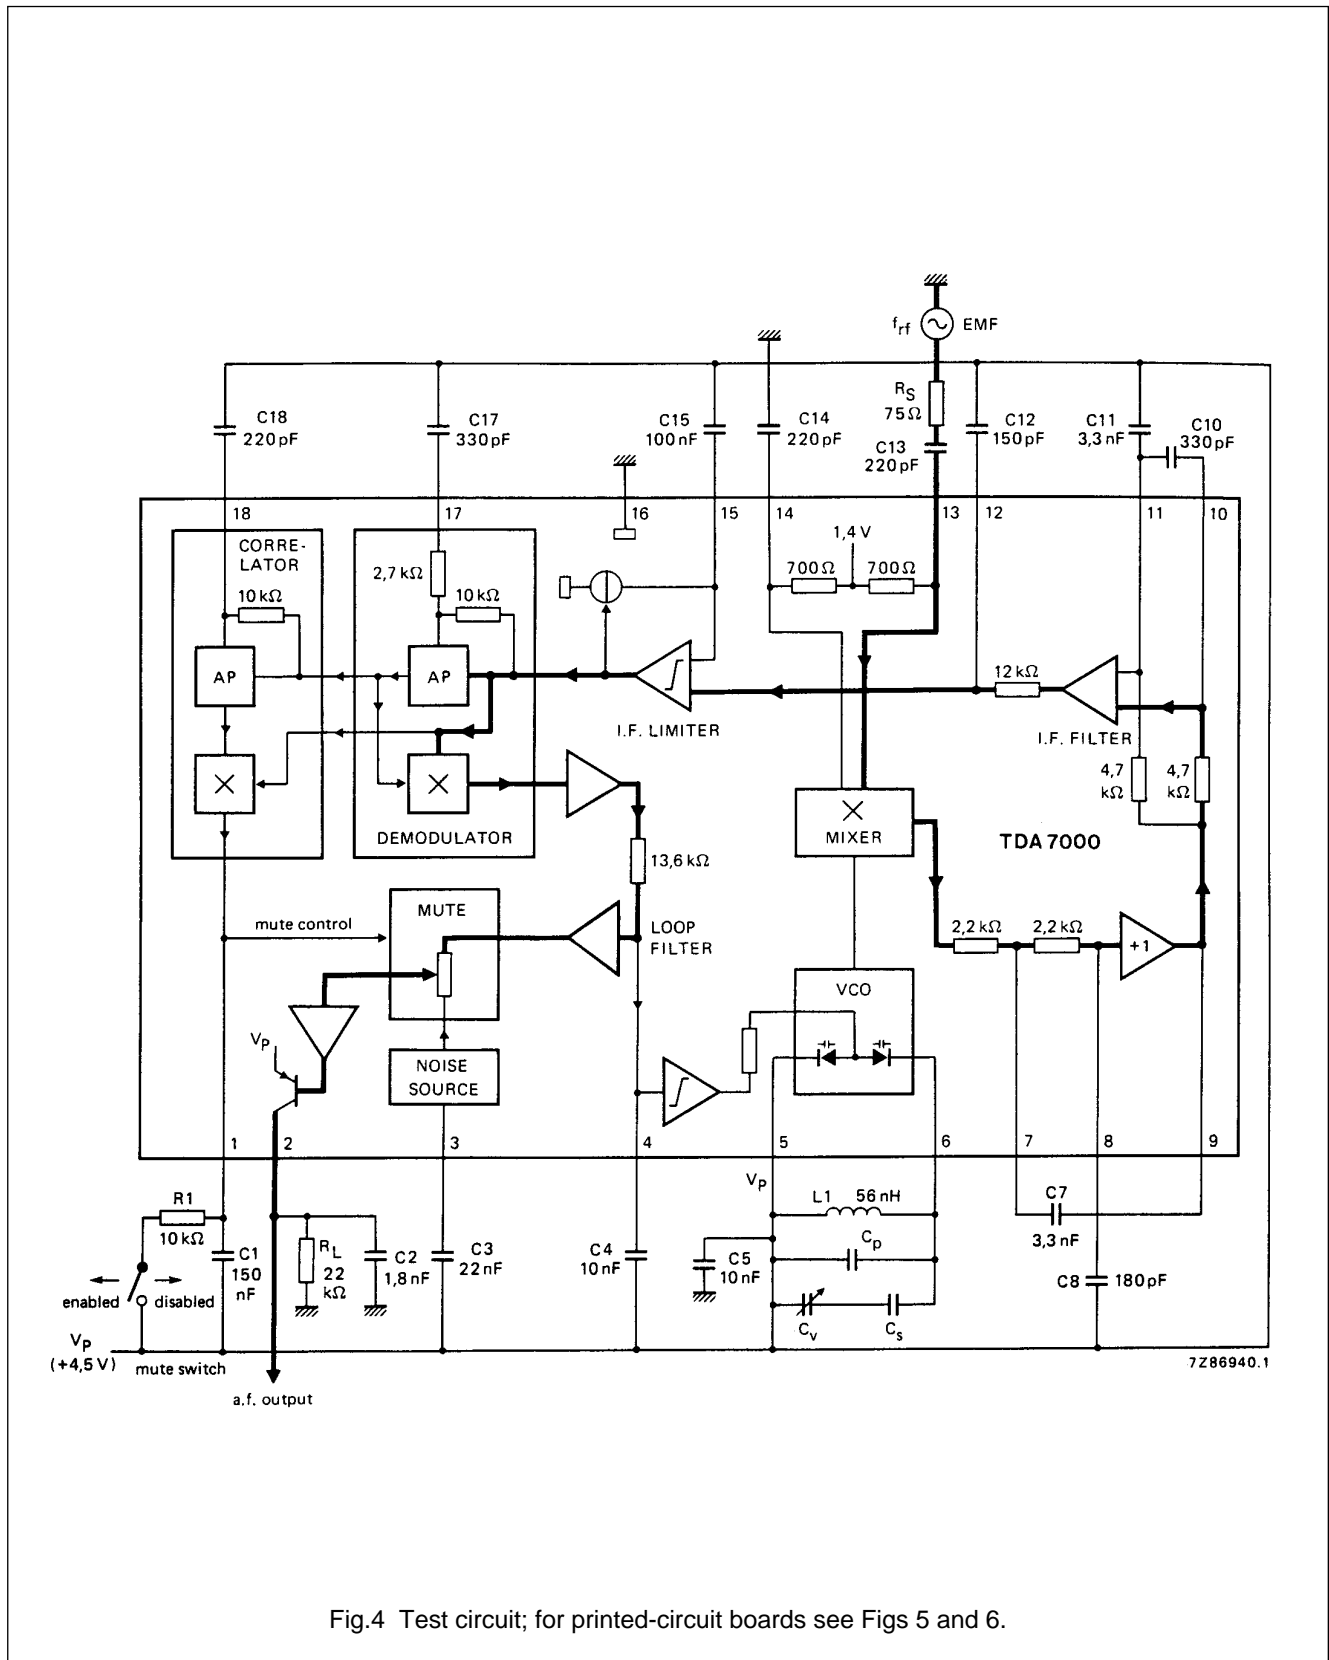 f_rf EMF
R_S
75Ω
C18
220pF
C17
330pF
C15
100nF
C14
220pF
C13
220pF
C12
150pF
C11
3,3nF
C10
330pF
18 17 16 15 14 13 12 11 10
CORRE-
LATOR
10kΩ
AP
2,7kΩ
10kΩ
AP
DEMODULATOR
I.F. LIMITER
1,4V
700Ω 700Ω
12kΩ
I.F. FILTER
4,7
kΩ
4,7
kΩ
MIXER
TDA7000
13,6kΩ
mute control
MUTE
LOOP
FILTER
2,2kΩ 2,2kΩ
+1
VCO
V_P
NOISE
SOURCE
1 2 3 4 5 6 7 8 9
V_P
R1
10kΩ
enabled disabled
C1
150
nF
R_L
22
kΩ
C2
1,8nF
C3
22nF
C4
10nF
C5
10nF
L1 56nH
C_p
C_v
C_s
C7
3,3nF
C8 180pF
V_P
(+4,5V)
mute switch
a.f. output
7Z86940.1
Fig.4 Test circuit; for printed-circuit boards see Figs 5 and 6.